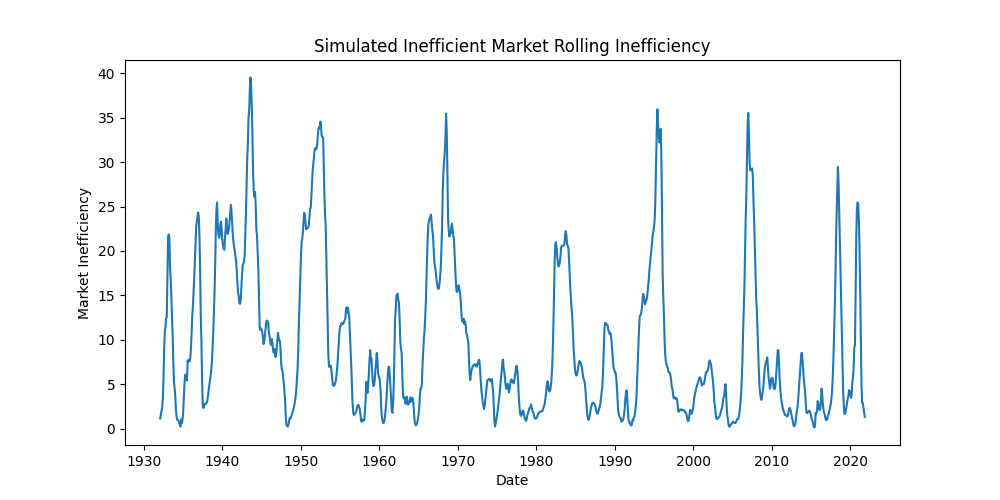 Simulated Inefficient Market Rolling Inefficiency
40
35
30
25
20
15
10
5
0
Market Inefficiency
1930 1940 1950 1960 1970 1980 1990 2000 2010 2020
Date